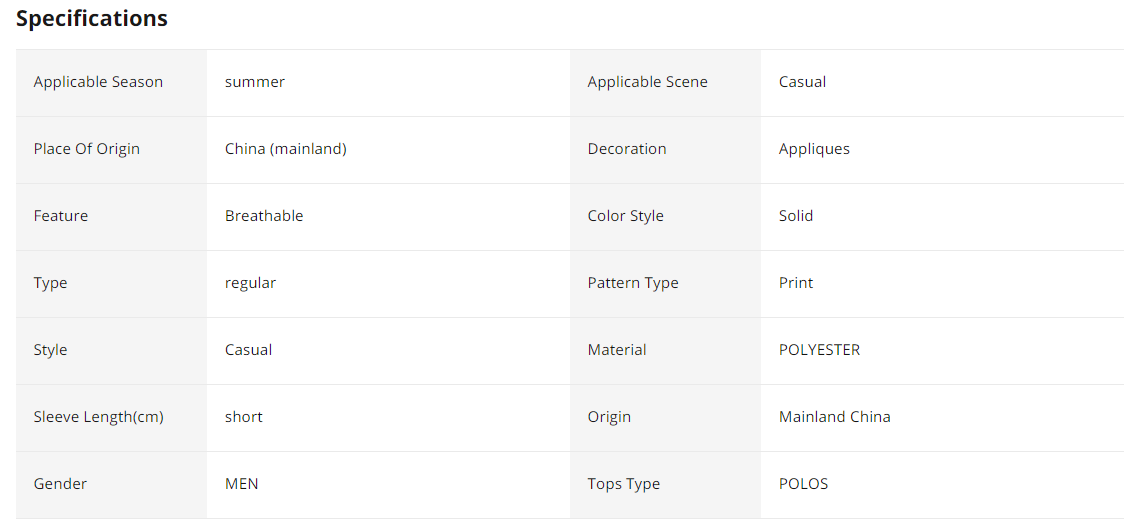 Specifications
Applicable Season summer Applicable Scene Casual
Place Of Origin China (mainland) Decoration Appliques
Feature Breathable Color Style Solid
Type regular Pattern Type Print
Style Casual Material POLYESTER
Sleeve Length(cm) short Origin Mainland China
Gender MEN Tops Type POLOS